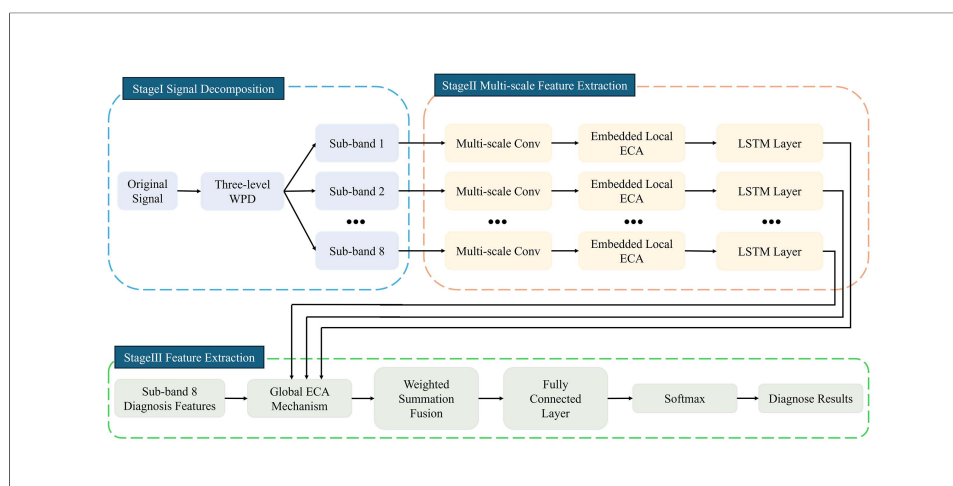 StageI Signal Decomposition
StageII Multi-scale Feature Extraction
Original
Signal
Three-level
WPD
Sub-band 1
Multi-scale Conv
Embedded Local
ECA
LSTM Layer
Sub-band 2
Multi-scale Conv
Embedded Local
ECA
LSTM Layer
•••
•••
•••
•••
Sub-band 8
Multi-scale Conv
Embedded Local
ECA
LSTM Layer
StageIII Feature Extraction
Sub-band 8
Diagnosis Features
Global ECA
Mechanism
Weighted
Summation
Fusion
Fully
Connected
Layer
Softmax
Diagnose Results